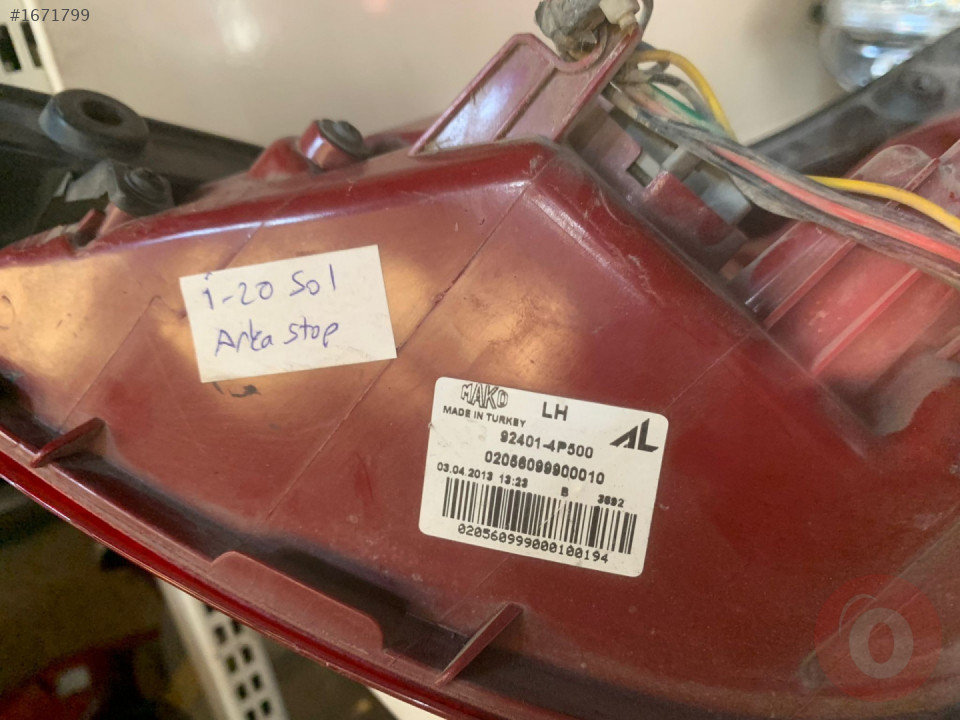 #1671799
i-20 Sol
Arka stop
MAKO LH
MADE IN TURKEY
AL
92401-4P500
02056099900010
03.04.2013 13:23 B 3692
020560999000100194
O